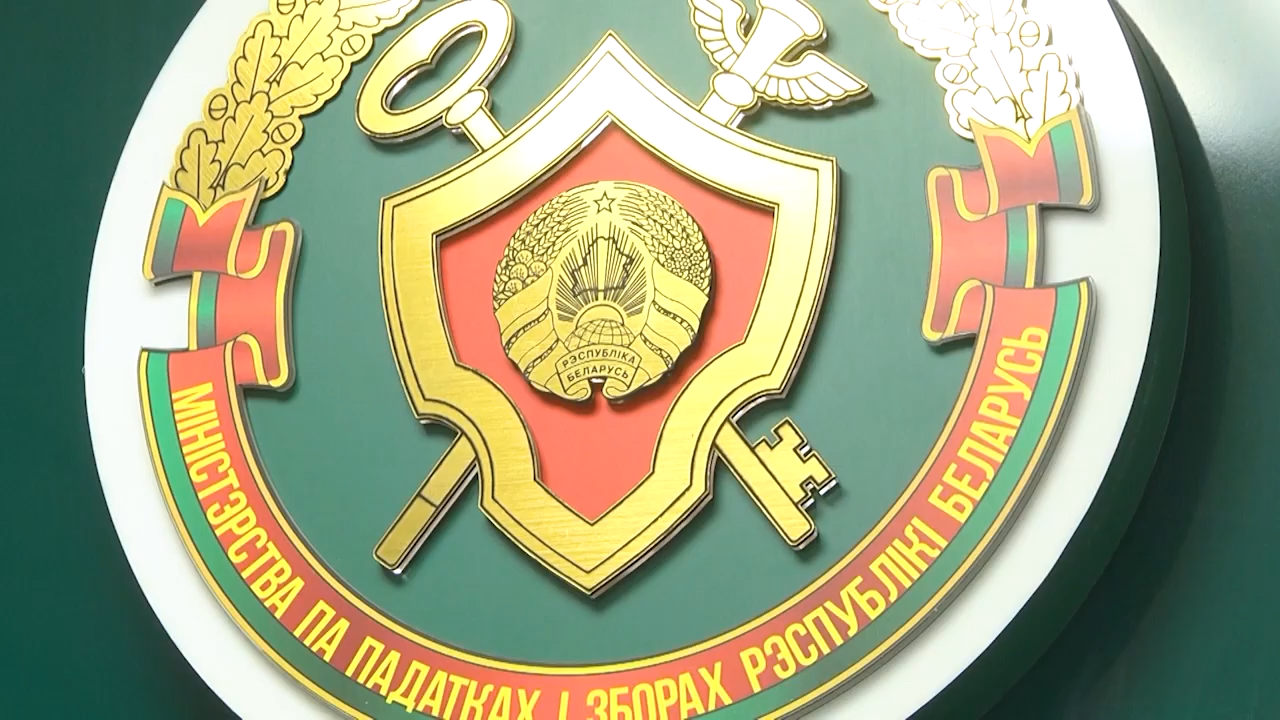 РЭСПУБЛІКА
БЕЛАРУСЬ
МІНІСТЭРСТВА ПА ПАДАТКАХ І ЗБОРАХ РЭСПУБЛІКІ БЕЛАРУСЬ